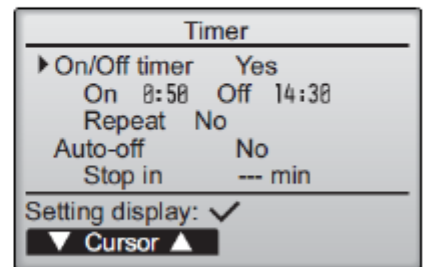 Timer
On/Off timer Yes
On 0:50 Off 14:30
Repeat No
Auto-off No
Stop in --- min
Setting display: ✓
▼ Cursor ▲